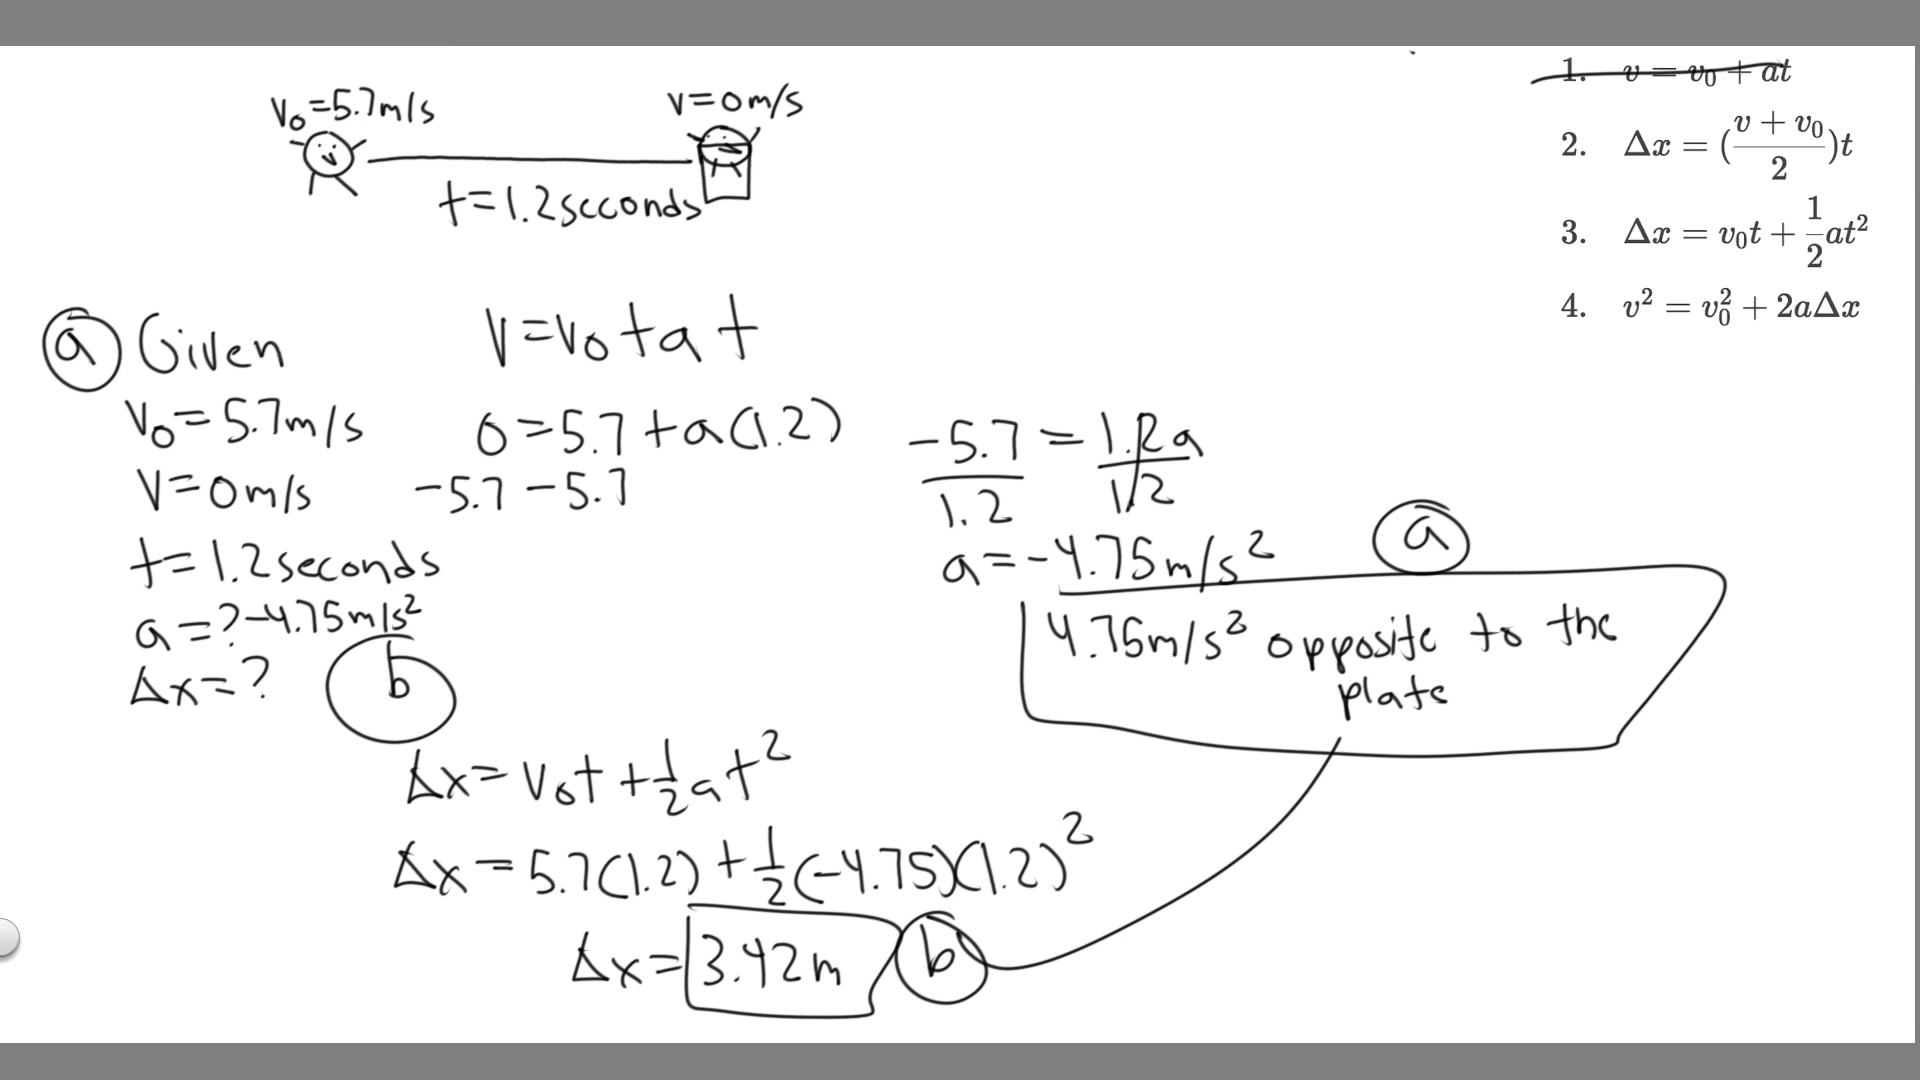 V₀=5.7m/s
v=0m/s
t=1.2seconds
1. v = v₀ + at
2. Δx = ((v + v₀)/2)t
3. Δx = v₀t + 1/2 at²
4. v² = v₀² + 2aΔx
a Given
V₀=5.7m/s
V=0m/s
t=1.2seconds
a=?-4.75m/s²
Δx=?
V=V₀+at
0=5.7+a(1.2)
-5.7 -5.7
-5.7/1.2 = 1.2a/1.2
a=-4.75m/s²
a
4.75m/s² opposite to the
plate
b
Δx=V₀t+1/2at²
Δx=5.7(1.2)+1/2(-4.75)(1.2)²
Δx=3.42m b